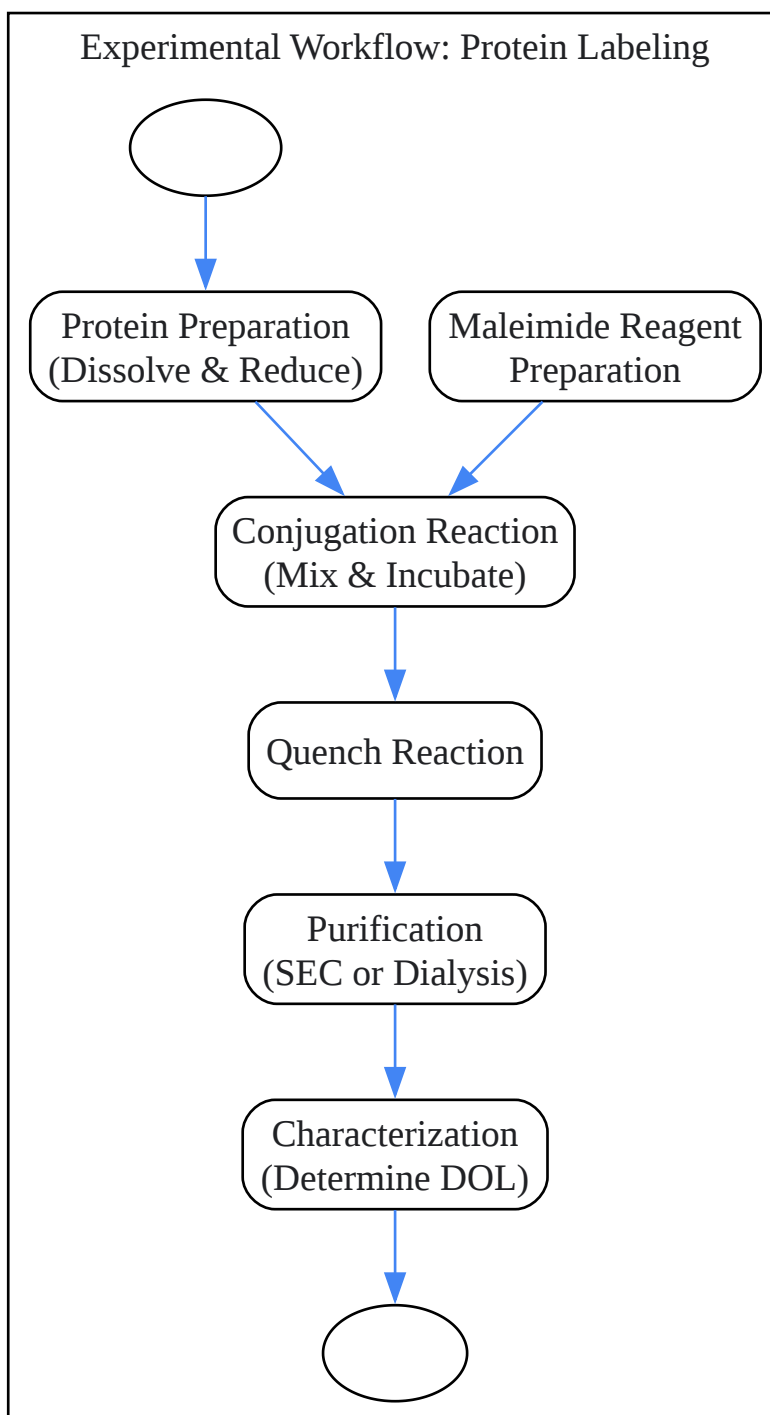 Experimental Workflow: Protein Labeling
Protein Preparation
(Dissolve & Reduce)
Maleimide Reagent
Preparation
Conjugation Reaction
(Mix & Incubate)
Quench Reaction
Purification
(SEC or Dialysis)
Characterization
(Determine DOL)